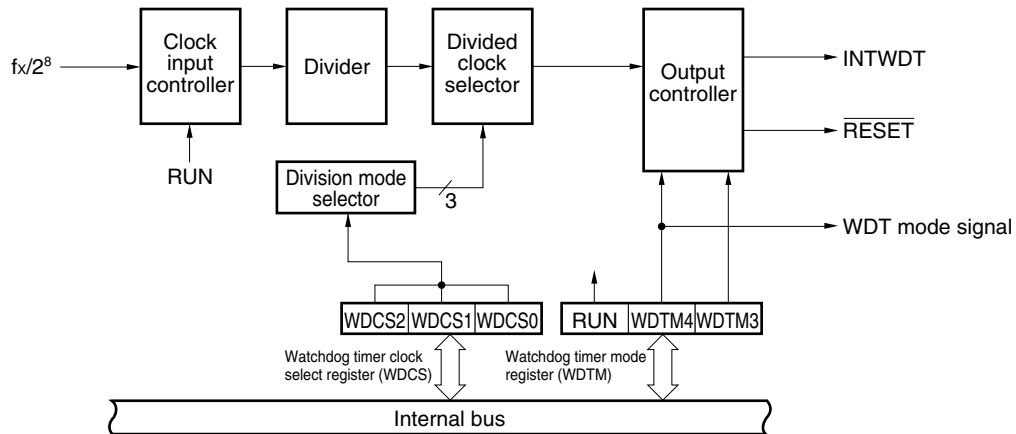 fx/2⁸
Clock
input
controller
Divider
Divided
clock
selector
Output
controller
INTWDT
RESET
RUN
Division mode
selector
3
WDT mode signal
WDCS2 WDCS1 WDCS0
RUN WDTM4 WDTM3
Watchdog timer clock
select register (WDCS)
Watchdog timer mode
register (WDTM)
Internal bus